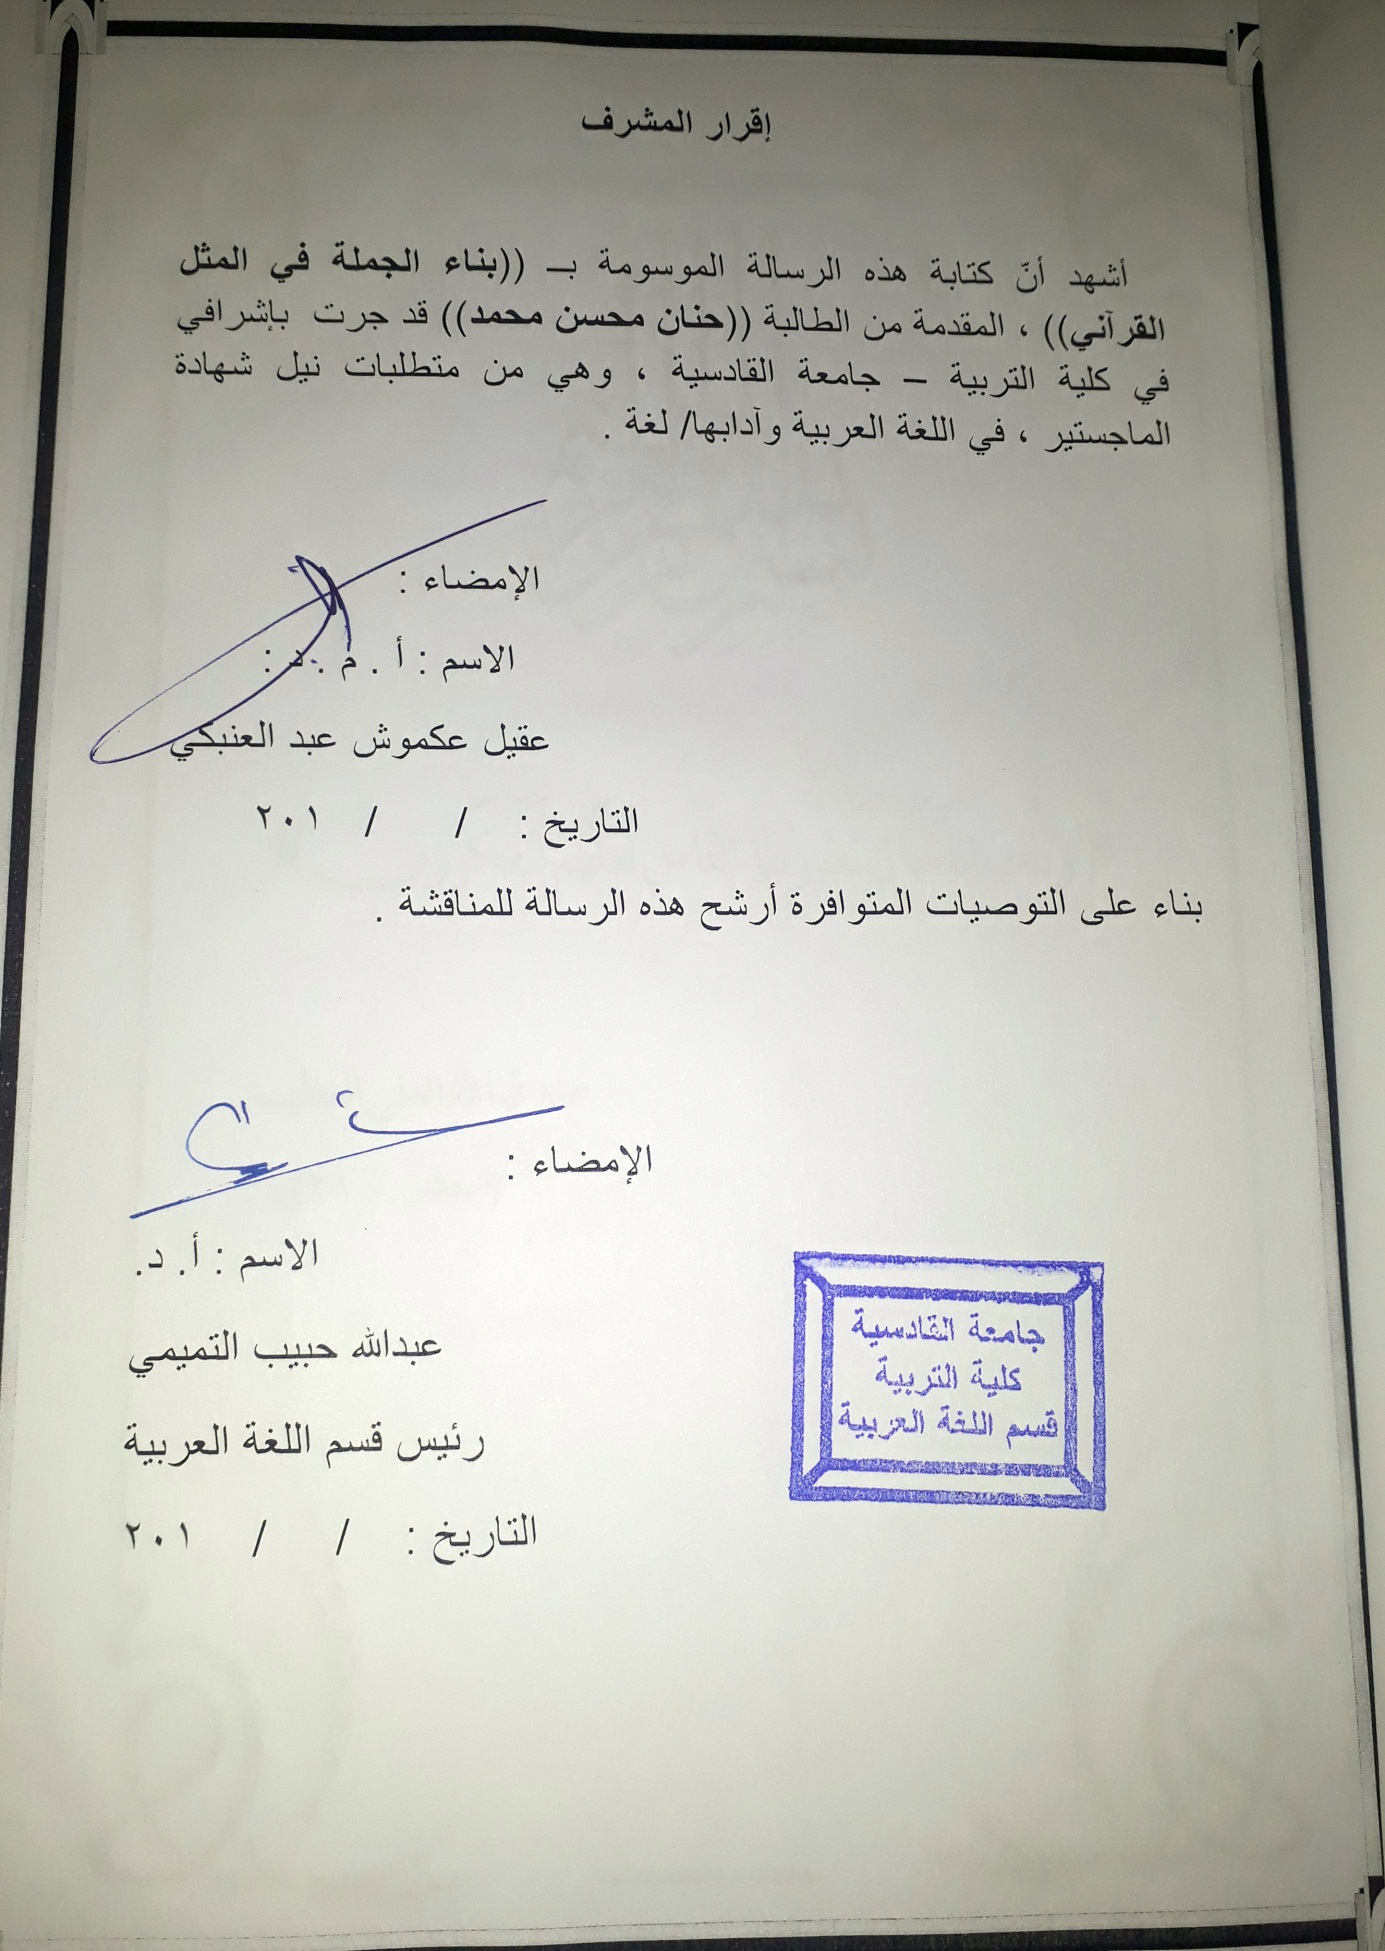 إقرار المشرف
أشهد أنّ كتابة هذه الرسالة الموسومة بـ ((بناء الجملة في المثل
القرآني)) ، المقدمة من الطالبة ((حنان محسن محمد)) قد جرت بإشرافي
في كلية التربية – جامعة القادسية ، وهي من متطلبات نيل شهادة
الماجستير ، في اللغة العربية وآدابها/ لغة .
الإمضاء :
الاسم : أ . م . د :
عقيل عكموش عبد العنبكي
التاريخ : / / ٢٠١
بناء على التوصيات المتوافرة أرشح هذه الرسالة للمناقشة .
الإمضاء :
الاسم : أ. د.
عبدالله حبيب التميمي
رئيس قسم اللغة العربية
التاريخ : / / ٢٠١
جامعة القادسية
كلية التربية
قسم اللغة العربية